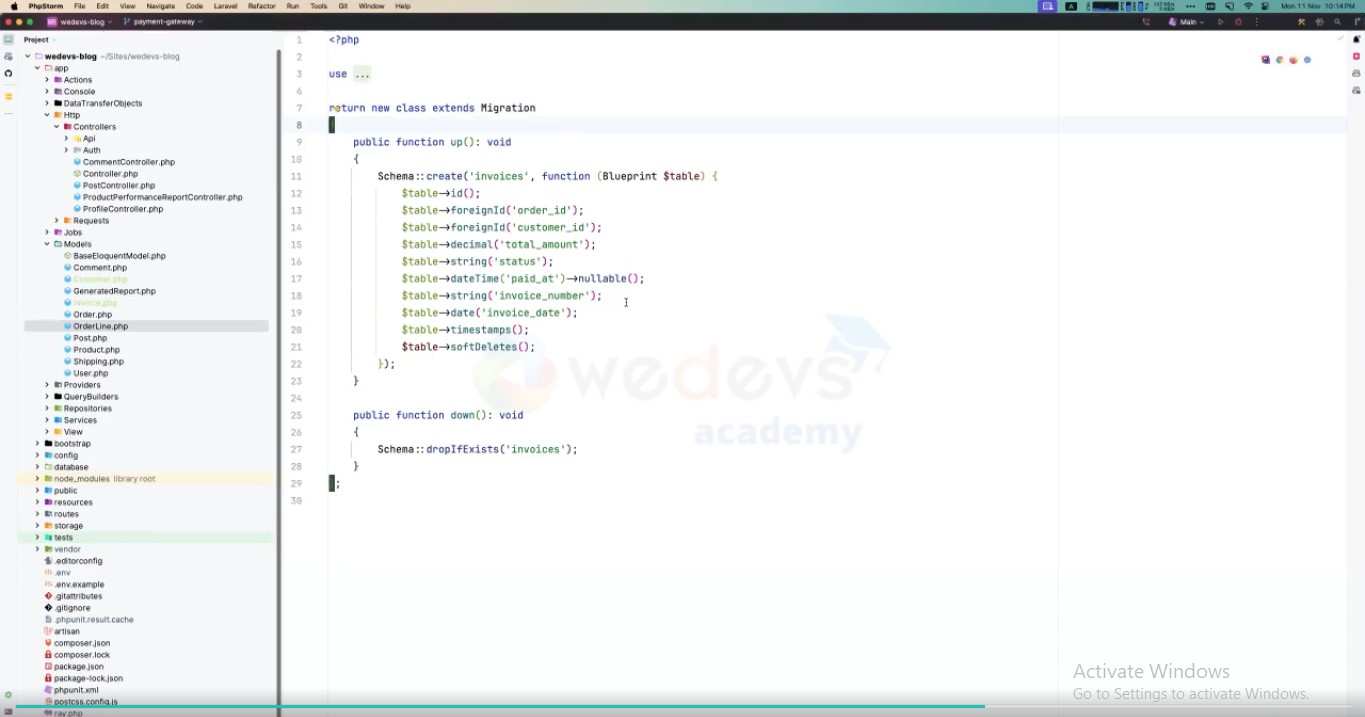 PhpStorm File Edit View Navigate Code Laravel Refactor Run Tools Git Window Help
Mon 11 Nov 10:14 PM
wedevs-blog payment-gateway
Main
Project
wedevs-blog ~/Sites/wedevs-blog
app
Actions
Console
DataTransferObjects
Http
Controllers
Api
Auth
CommentController.php
Controller.php
PostController.php
ProductPerformanceReportController.php
ProfileController.php
Requests
Jobs
Models
BaseEloquentModel.php
Comment.php
Customer.php
GeneratedReport.php
Invoice.php
Order.php
OrderLine.php
Post.php
Product.php
Shipping.php
User.php
Providers
QueryBuilders
Repositories
Services
View
bootstrap
config
database
node_modules library root
public
resources
routes
storage
tests
vendor
.editorconfig
.env
.env.example
.gitattributes
.gitignore
.phpunit.result.cache
artisan
composer.json
composer.lock
package.json
package-lock.json
phpunit.xml
postcss.config.js
ray.php
1 <?php
2
3 use ...
6
7 return new class extends Migration
8 {
9 public function up(): void
10 {
11 Schema::create('invoices', function (Blueprint $table) {
12 $table->id();
13 $table->foreignId('order_id');
14 $table->foreignId('customer_id');
15 $table->decimal('total_amount');
16 $table->string('status');
17 $table->dateTime('paid_at')->nullable();
18 $table->string('invoice_number');
19 $table->date('invoice_date');
20 $table->timestamps();
21 $table->softDeletes();
22 });
23 }
24
25 public function down(): void
26 {
27 Schema::dropIfExists('invoices');
28 }
29 };
30
wedevs
academy
Activate Windows
Go to Settings to activate Windows.